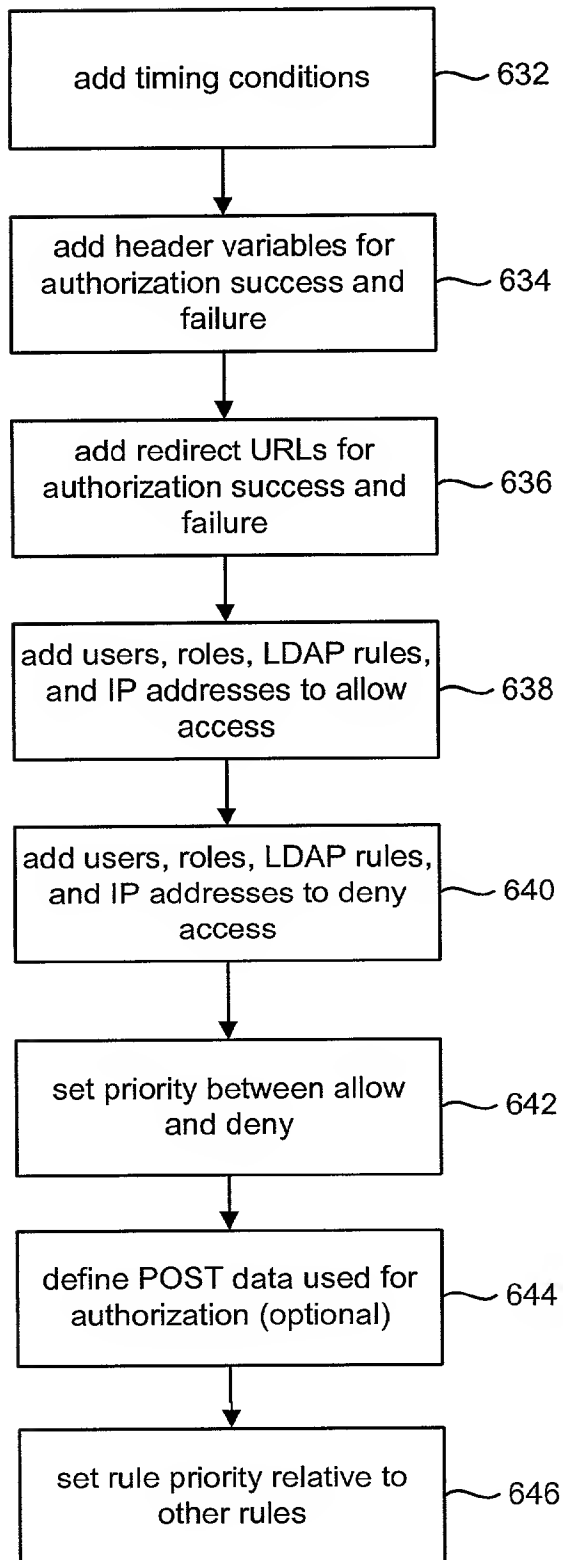 add timing conditions
632
add header variables for
authorization success and
failure
634
add redirect URLs for
authorization success and
failure
636
add users, roles, LDAP rules,
and IP addresses to allow
access
638
add users, roles, LDAP rules,
and IP addresses to deny
access
640
set priority between allow
and deny
642
define POST data used for
authorization (optional)
644
set rule priority relative to
other rules
646